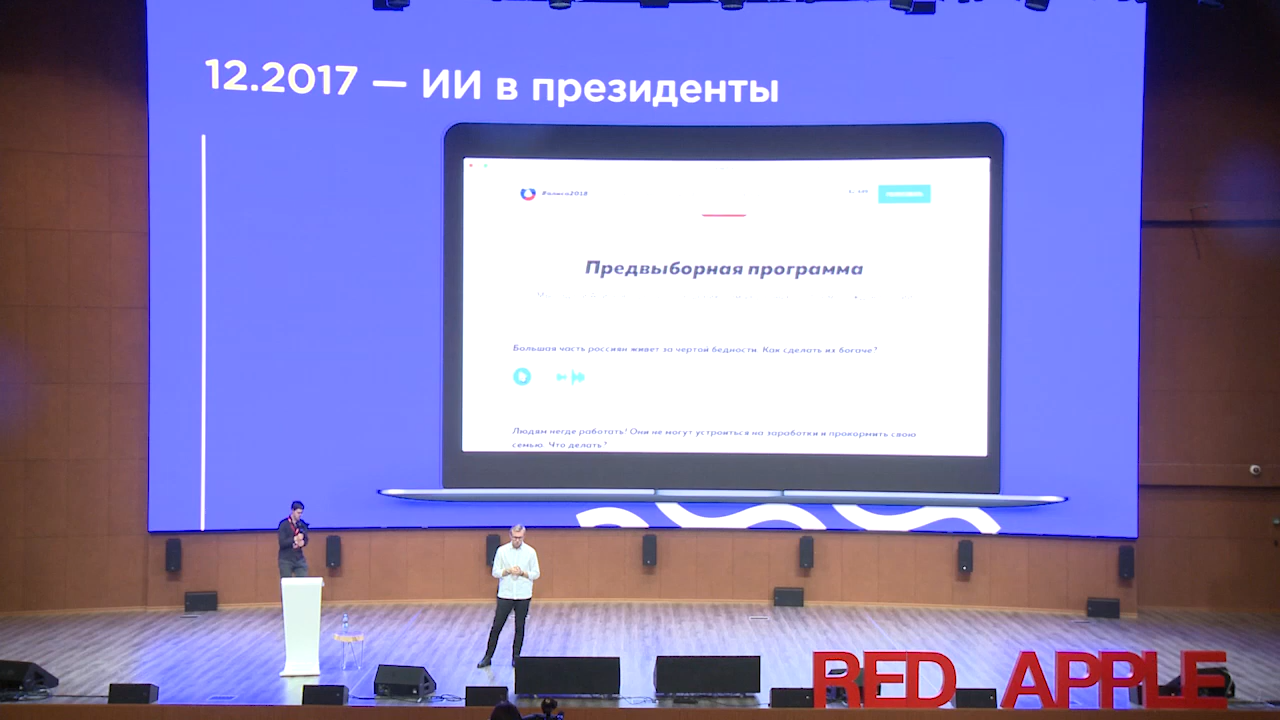 12.2017 — ИИ в президенты
#алиса2018
Предвыборная программа
Большая часть россиян живет за чертой бедности. Как сделать их богаче?
Людям негде работать! Они не могут устроиться на заработки и прокормить свою
семью. Что делать?
RED APPLE